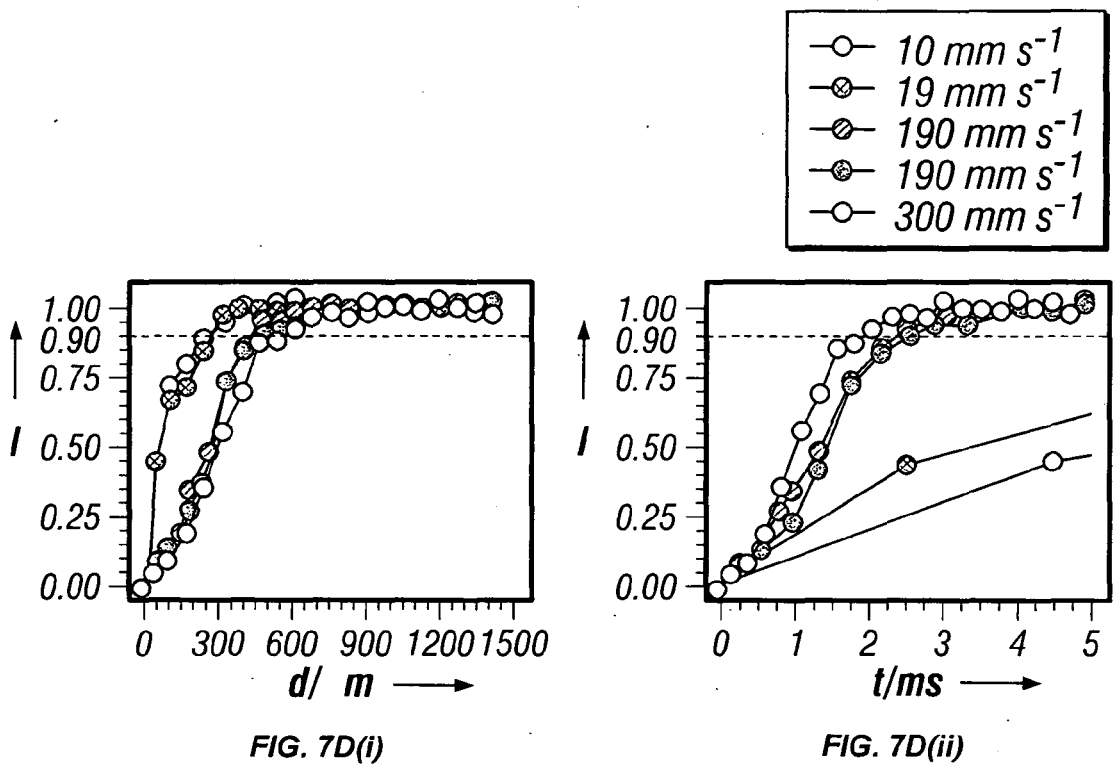 10 mm s⁻¹
19 mm s⁻¹
190 mm s⁻¹
190 mm s⁻¹
300 mm s⁻¹
1.00
0.90
0.75
I
0.50
0.25
0.00
0 300 600 900 1200 1500
d/ m
FIG. 7D(i)
1.00
0.90
0.75
I
0.50
0.25
0.00
0 1 2 3 4 5
t/ms
FIG. 7D(ii)